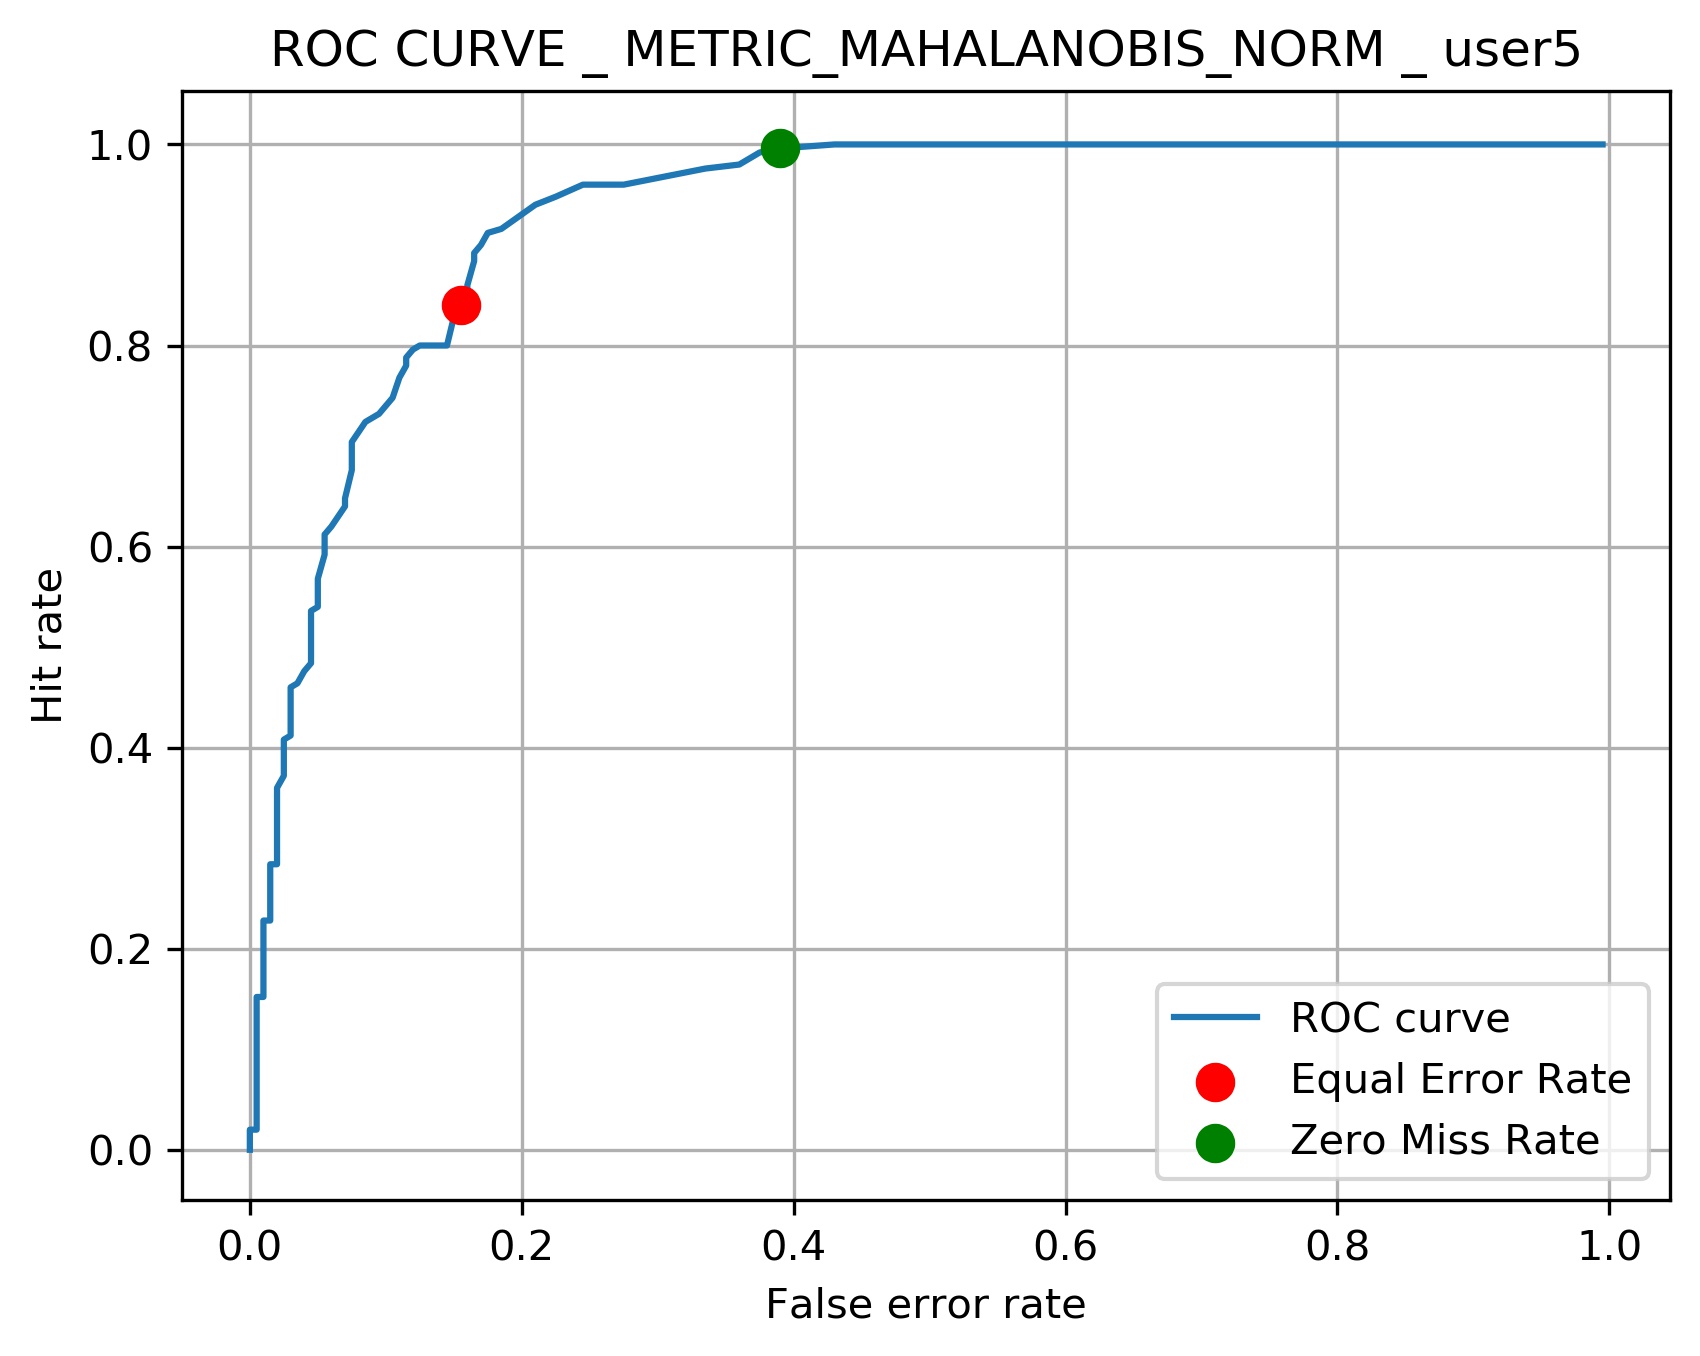 ROC CURVE _ METRIC_MAHALANOBIS_NORM _ user5
1.0
0.8
0.6
0.4
0.2
0.0
Hit rate
0.0 0.2 0.4 0.6 0.8 1.0
False error rate
ROC curve
Equal Error Rate
Zero Miss Rate